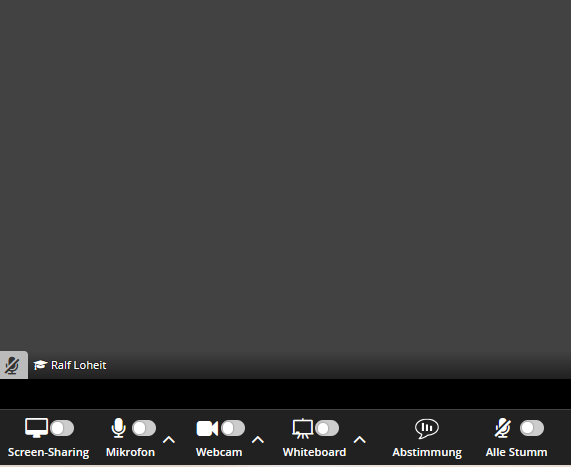 Ralf Loheit
Screen-Sharing Mikrofon Webcam Whiteboard Abstimmung Alle Stumm